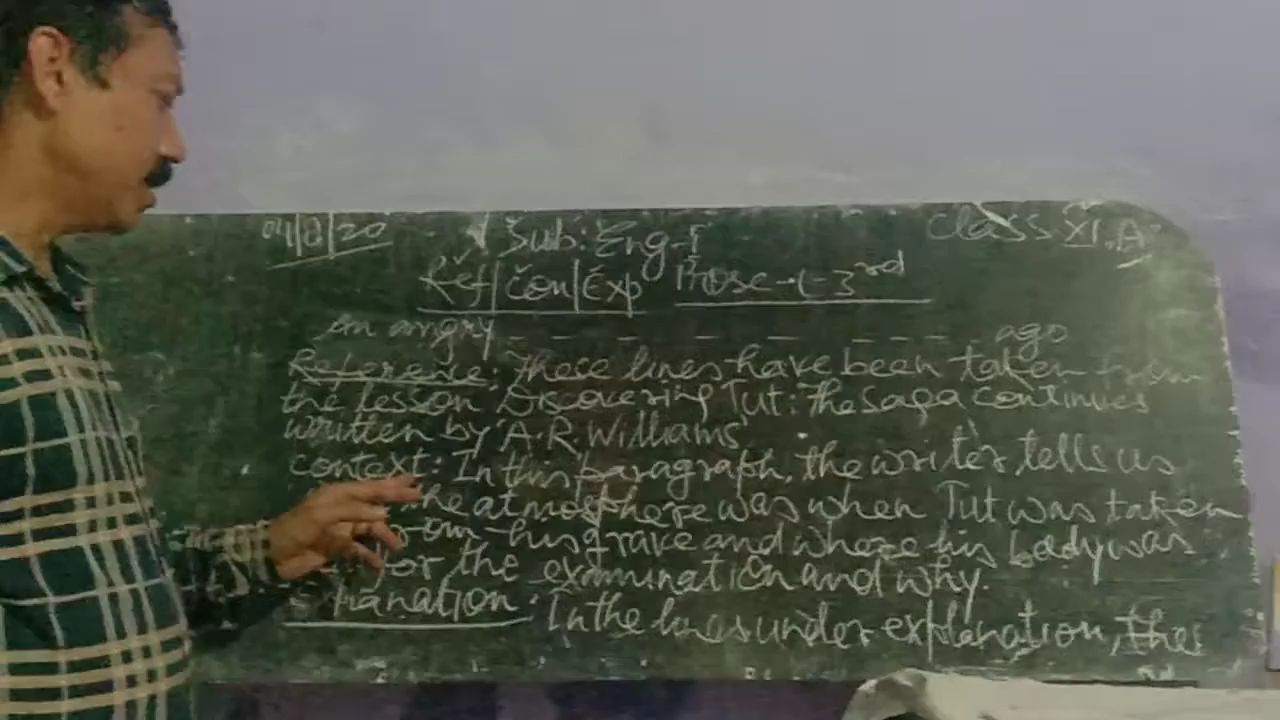 04/8/20 Sub: Eng-I Class XI.A
Ref/Con/Exp Prose-L-3rd
An angry _ _ _ _ _ _ _ _ _ ago
Reference: These lines have been taken from
the lesson Discovering Tut: The Saga continues
written by A.R. Williams
context: In this paragraph, the writer tells us
the atmosphere was when Tut was taken
from his grave and where his body was
for the examination and why.
Explanation: In the lines under explanation, the